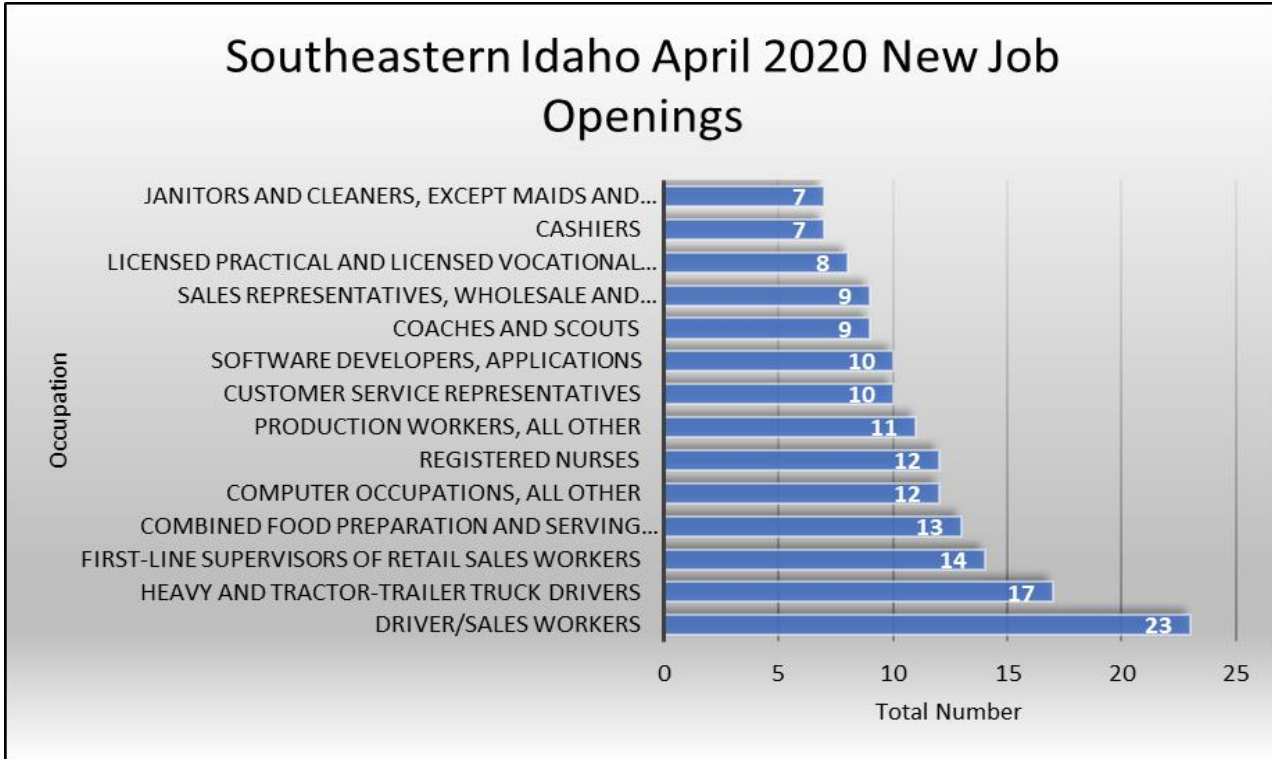 Southeastern Idaho April 2020 New Job
Openings
Occupation
JANITORS AND CLEANERS, EXCEPT MAIDS AND... 7
CASHIERS 7
LICENSED PRACTICAL AND LICENSED VOCATIONAL... 8
SALES REPRESENTATIVES, WHOLESALE AND... 9
COACHES AND SCOUTS 9
SOFTWARE DEVELOPERS, APPLICATIONS 10
CUSTOMER SERVICE REPRESENTATIVES 10
PRODUCTION WORKERS, ALL OTHER 11
REGISTERED NURSES 12
COMPUTER OCCUPATIONS, ALL OTHER 12
COMBINED FOOD PREPARATION AND SERVING... 13
FIRST-LINE SUPERVISORS OF RETAIL SALES WORKERS 14
HEAVY AND TRACTOR-TRAILER TRUCK DRIVERS 17
DRIVER/SALES WORKERS 23
0 5 10 15 20 25
Total Number